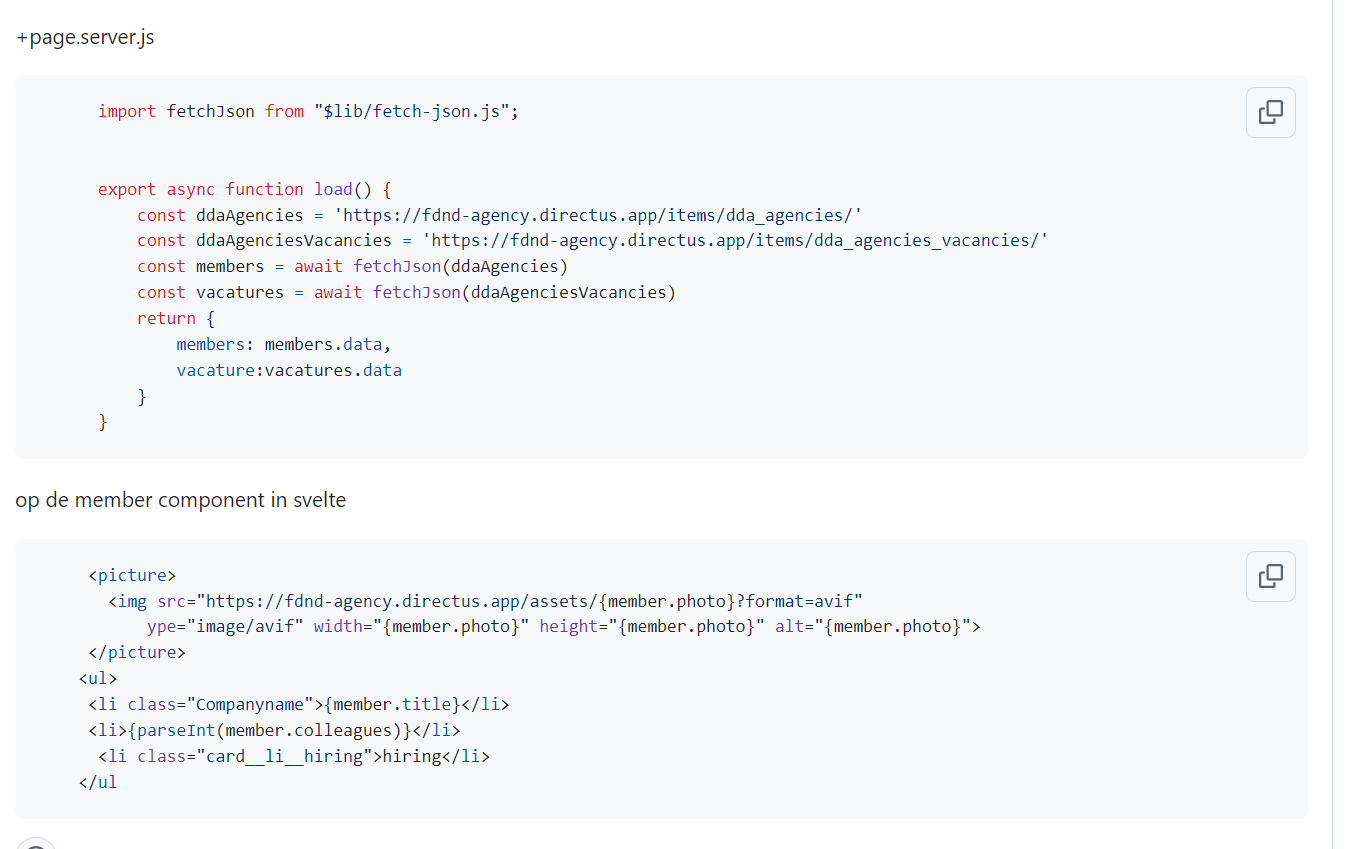 +page.server.js
import fetchJson from "$lib/fetch-json.js";
export async function load() {
const ddaAgencies = 'https://fdnd-agency.directus.app/items/dda_agencies/'
const ddaAgenciesVacancies = 'https://fdnd-agency.directus.app/items/dda_agencies_vacancies/'
const members = await fetchJson(ddaAgencies)
const vacatures = await fetchJson(ddaAgenciesVacancies)
return {
members: members.data,
vacature:vacatures.data
}
}
op de member component in svelte
<picture>
<img src="https://fdnd-agency.directus.app/assets/{member.photo}?format=avif"
ype="image/avif" width="{member.photo}" height="{member.photo}" alt="{member.photo}">
</picture>
<ul>
<li class="Companyname">{member.title}</li>
<li>{parseInt(member.colleagues)}</li>
<li class="card__li__hiring">hiring</li>
</ul